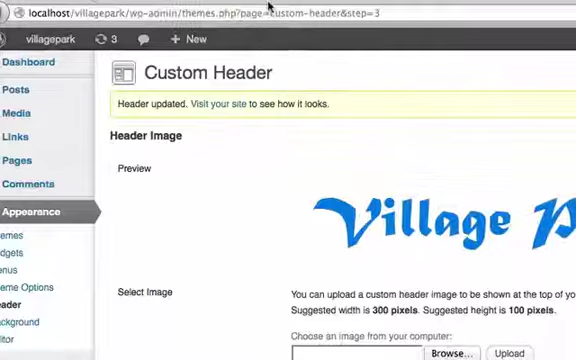 localhost/villagepark/wp-admin/themes.php?page=custom-header&step=3
villagepark 3 + New
Dashboard
Posts
Media
Links
Pages
Comments
Appearance
emes
dgets
enus
eme Options
eader
ackground
itor
Custom Header
Header updated. Visit your site to see how it looks.
Header Image
Preview
Village P
Select Image
You can upload a custom header image to be shown at the top of yo
Suggested width is 300 pixels. Suggested height is 100 pixels.
Choose an image from your computer:
Browse... Upload